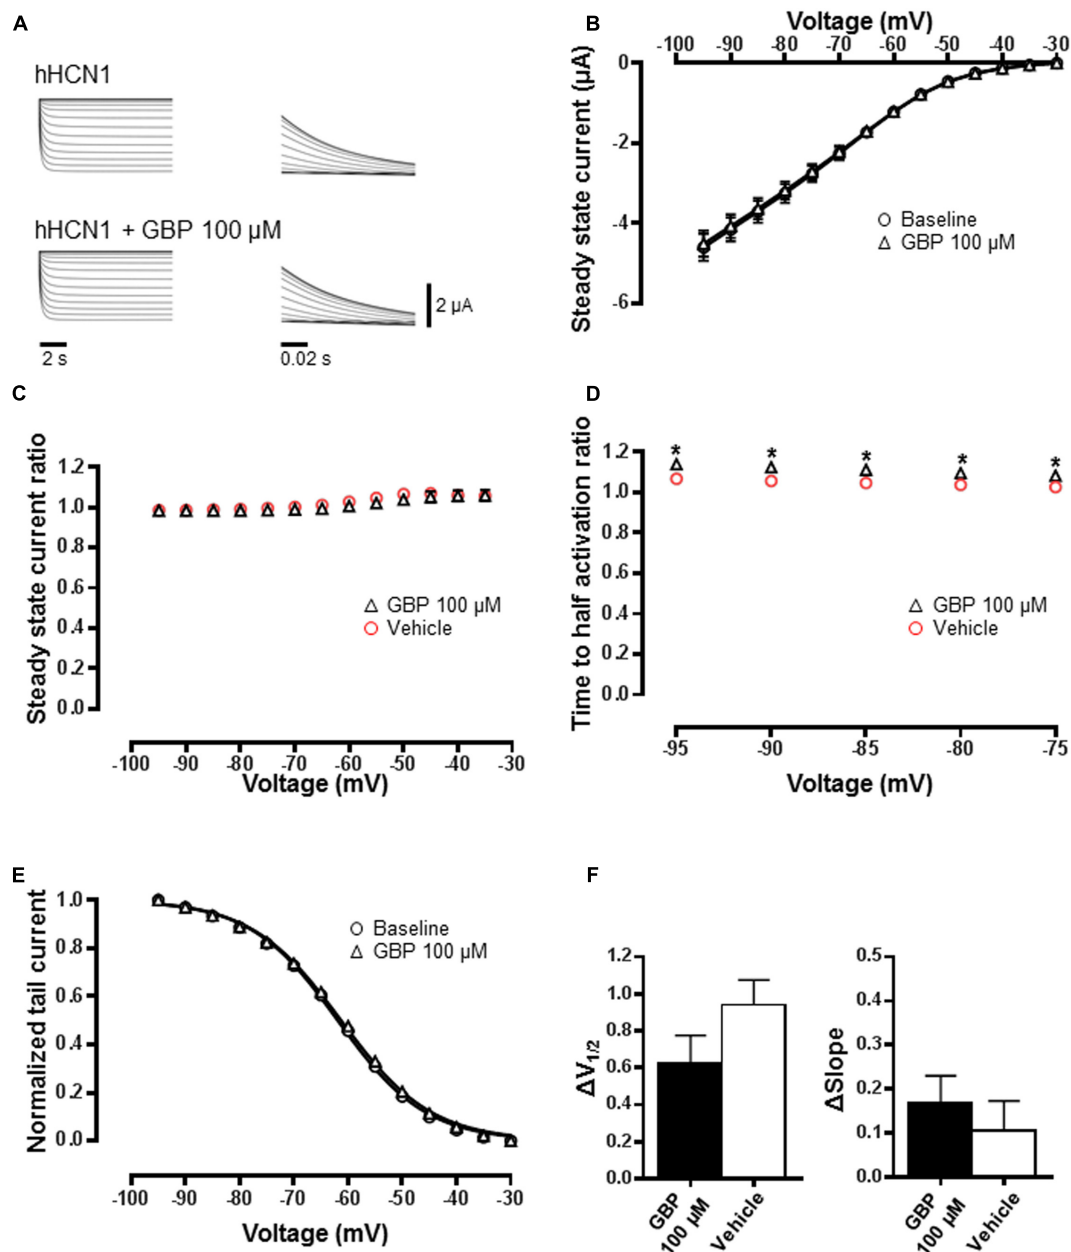 A
hHCN1
hHCN1 + GBP 100 µM
2 µA
2 s
0.02 s
B
Voltage (mV)
-100 -90 -80 -70 -60 -50 -40 -30
Steady state current (µA)
0
-2
-4
-6
Baseline
GBP 100 µM
C
Steady state current ratio
1.2
1.0
0.8
0.6
0.4
0.2
0.0
GBP 100 µM
Vehicle
-100 -90 -80 -70 -60 -50 -40 -30
Voltage (mV)
D
Time to half activation ratio
1.2
1.0
0.8
0.6
0.4
0.2
0.0
* * * * *
GBP 100 µM
Vehicle
-95 -90 -85 -80 -75
Voltage (mV)
E
Normalized tail current
1.0
0.8
0.6
0.4
0.2
0.0
Baseline
GBP 100 µM
-100 -90 -80 -70 -60 -50 -40 -30
Voltage (mV)
F
ΔV1/2
1.2
1.0
0.8
0.6
0.4
0.2
0.0
GBP
100 µM
Vehicle
ΔSlope
0.5
0.4
0.3
0.2
0.1
0.0
GBP
100 µM
Vehicle